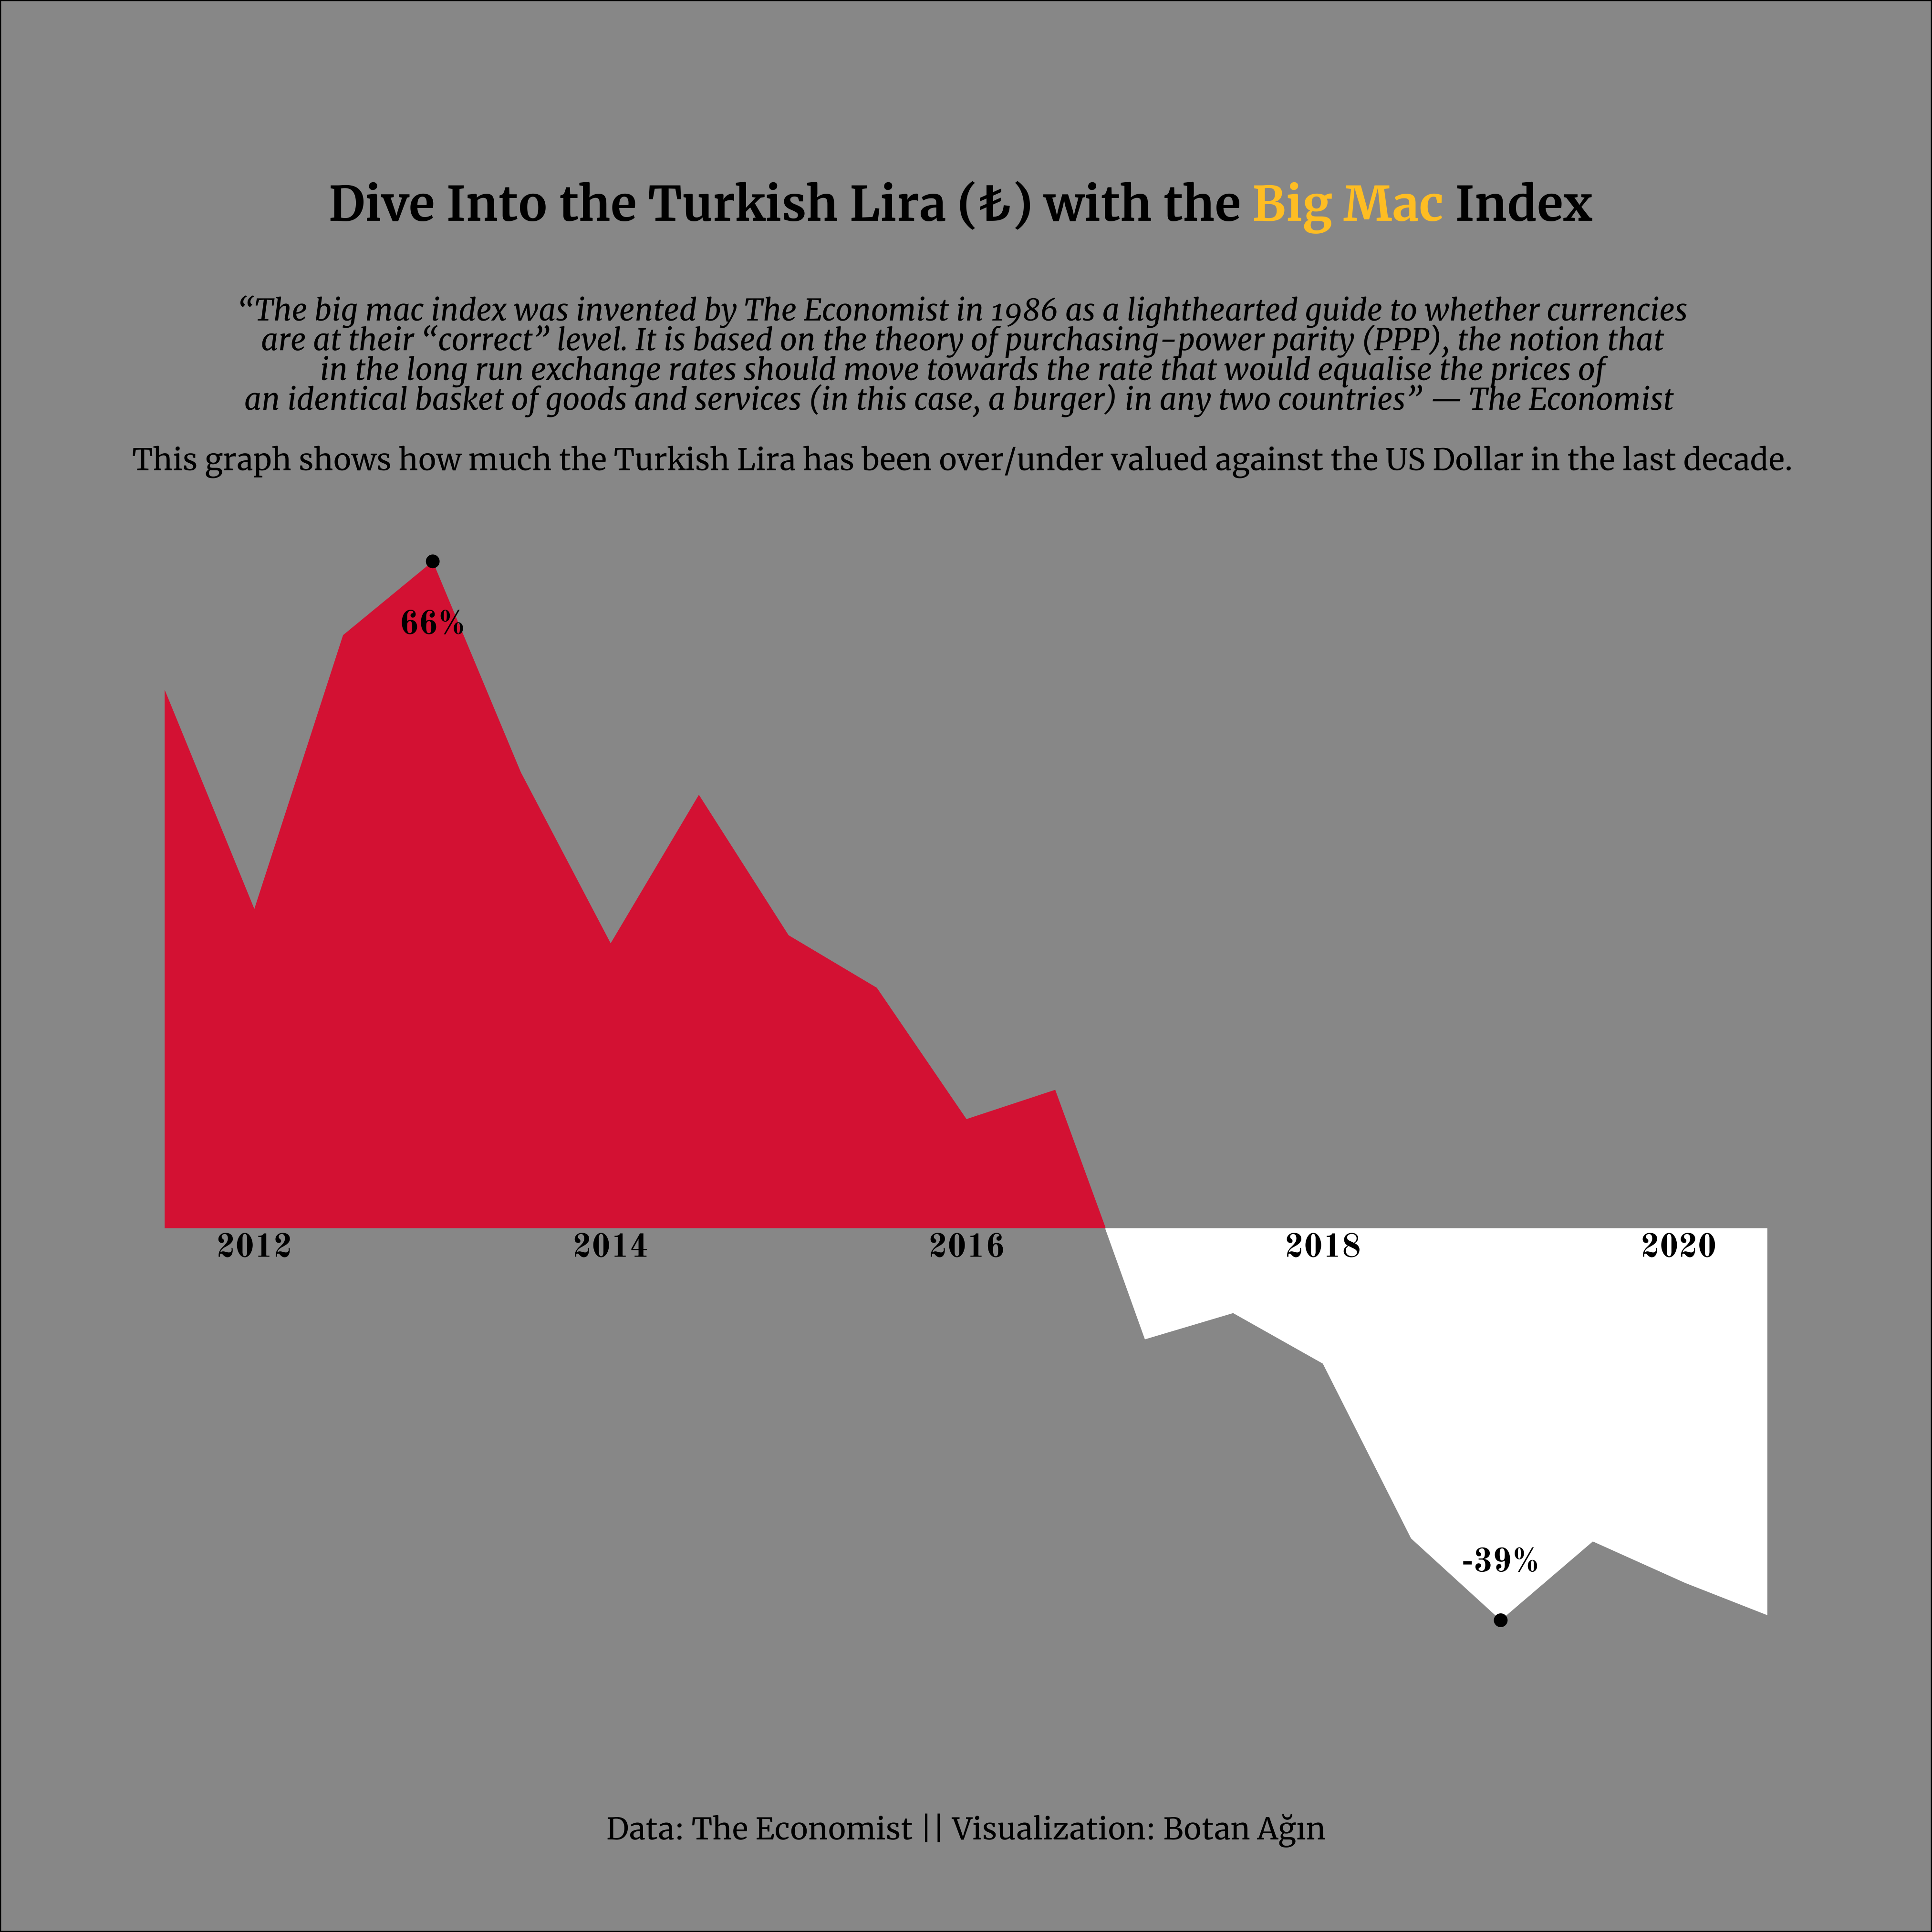 Dive Into the Turkish Lira (₺) with the Big Mac Index
“The big mac index was invented by The Economist in 1986 as a lighthearted guide to whether currencies
are at their “correct” level. It is based on the theory of purchasing-power parity (PPP), the notion that
in the long run exchange rates should move towards the rate that would equalise the prices of
an identical basket of goods and services (in this case, a burger) in any two countries” — The Economist
This graph shows how much the Turkish Lira has been over/under valued against the US Dollar in the last decade.
66%
2012 2014 2016 2018 2020
-39%
Data: The Economist || Visualization: Botan Ağın